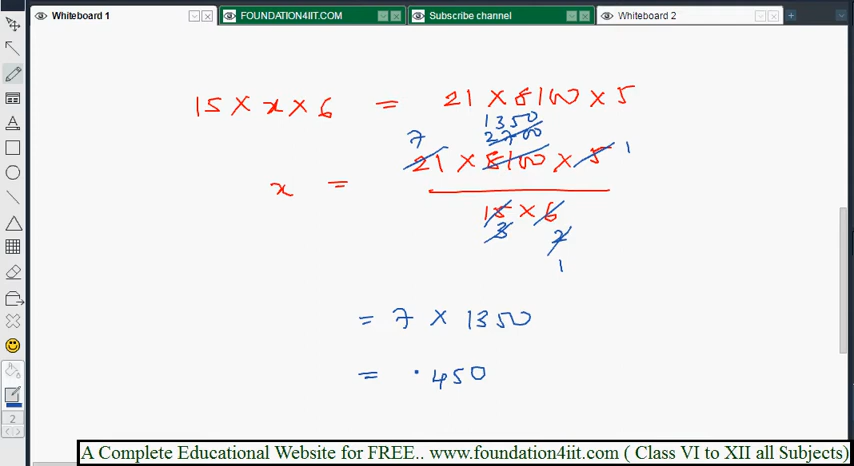 Whiteboard 1
FOUNDATION4IIT.COM
Subscribe channel
Whiteboard 2
15 × x × 6 = 21 × 8100 × 5
1350
7 2700
21 × 8100 × 5 1
x =
15 × 6
3 2
1
= 7 × 1350
= .450
2
A Complete Educational Website for FREE.. www.foundation4iit.com ( Class VI to XII all Subjects)